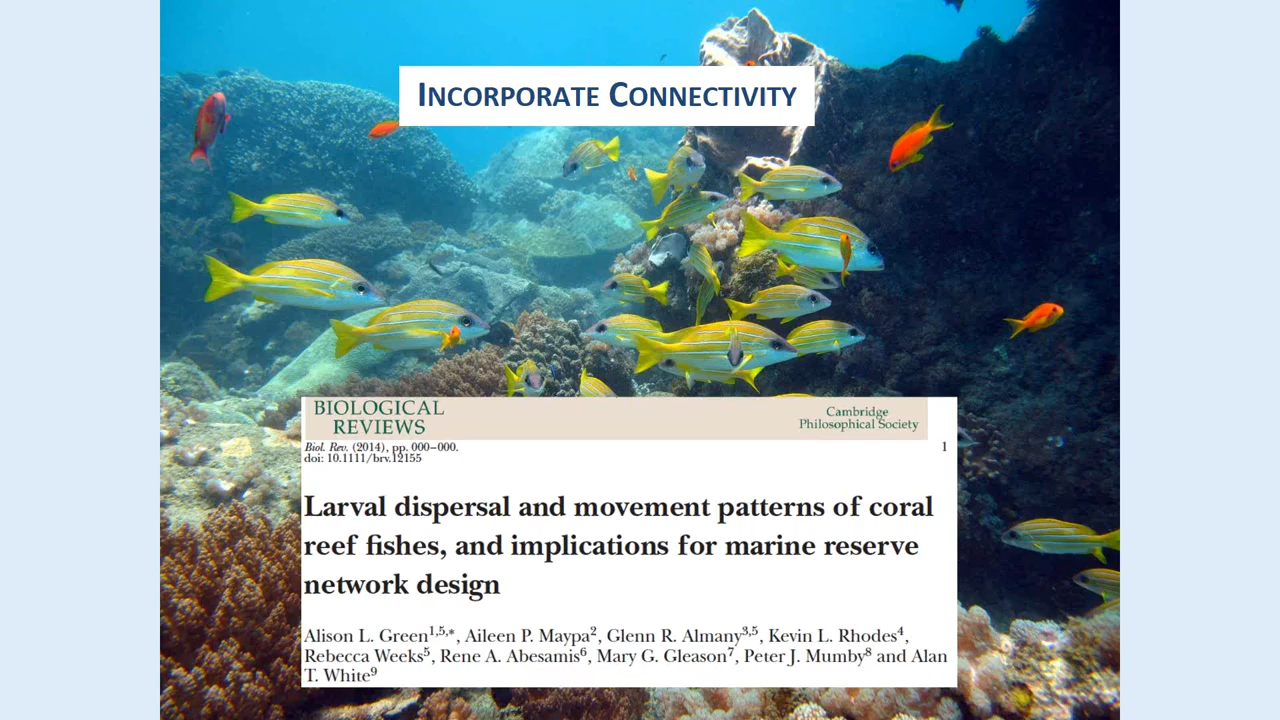 INCORPORATE CONNECTIVITY
BIOLOGICAL
REVIEWS
Cambridge
Philosophical Society
Biol. Rev. (2014), pp. 000–000.
1
doi: 10.1111/brv.12155
Larval dispersal and movement patterns of coral
reef fishes, and implications for marine reserve
network design
Alison L. Green1,5,*, Aileen P. Maypa2, Glenn R. Almany3,5, Kevin L. Rhodes4,
Rebecca Weeks5, Rene A. Abesamis6, Mary G. Gleason7, Peter J. Mumby8 and Alan
T. White9